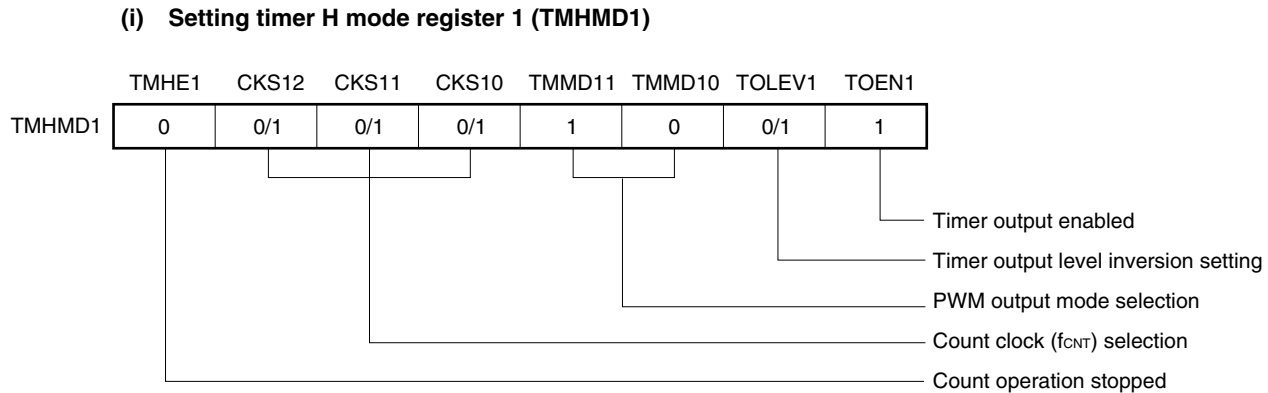 (i) Setting timer H mode register 1 (TMHMD1)
TMHE1 CKS12 CKS11 CKS10 TMMD11 TMMD10 TOLEV1 TOEN1
TMHMD1 0 0/1 0/1 0/1 1 0 0/1 1
Timer output enabled
Timer output level inversion setting
PWM output mode selection
Count clock (fCNT) selection
Count operation stopped